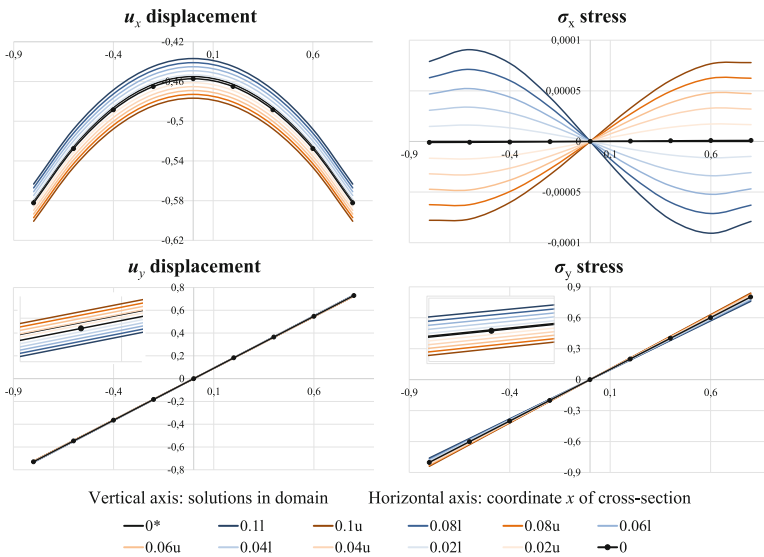 uₓ displacement
-0,9 -0,4 0,1 0,6
-0,42
-0,46
-0,5
-0,54
-0,58
-0,62
σₓ stress
0,0001
0,00005
0
-0,9 -0,4 0,1 0,6
-0,00005
-0,0001
u_y displacement
0,8
0,6
0,4
0,2
0
-0,9 -0,4 0,1 0,6
-0,2
-0,4
-0,6
-0,8
σ_y stress
0,9
0,6
0,3
0
-0,9 -0,4 0,1 0,6
-0,3
-0,6
-0,9
Vertical axis: solutions in domain Horizontal axis: coordinate x of cross-section
0* 0.1l 0.1u 0.08l 0.08u 0.06l
0.06u 0.04l 0.04u 0.02l 0.02u 0